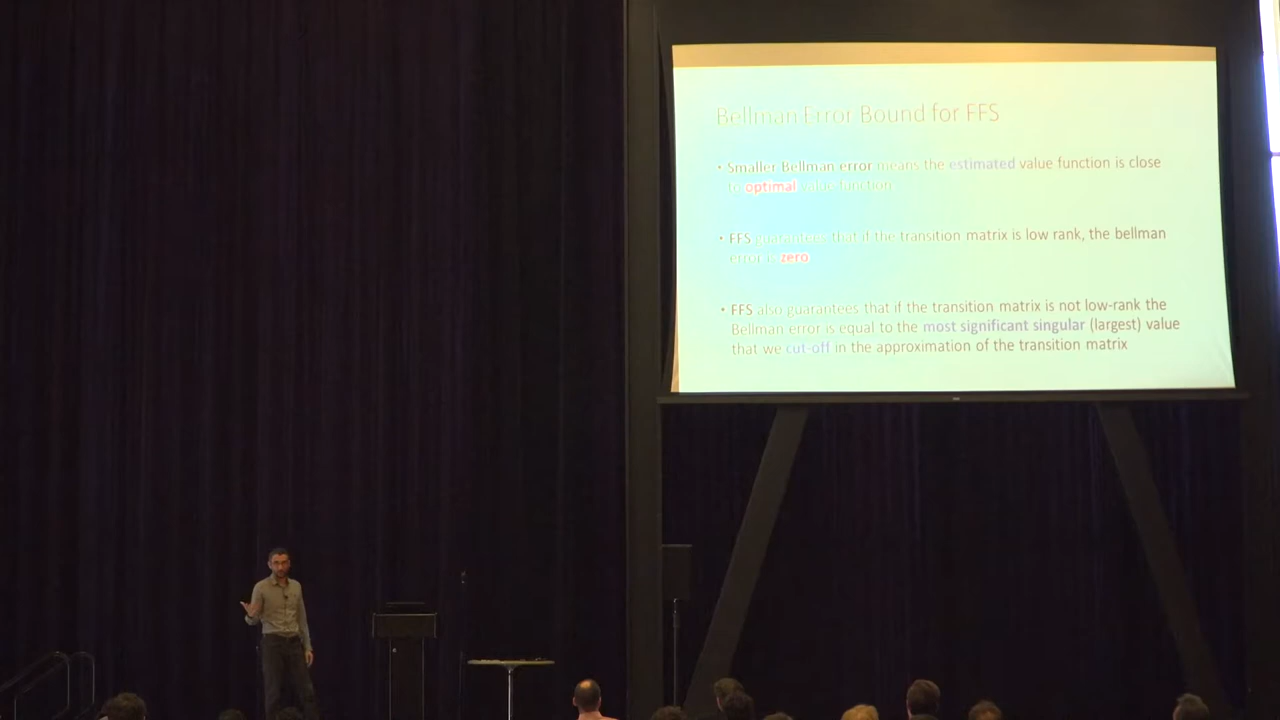 Bellman Error Bound for FFS
• Smaller Bellman error means the estimated value function is close
to optimal value function
• FFS guarantees that if the transition matrix is low rank, the bellman
error is zero
• FFS also guarantees that if the transition matrix is not low-rank the
Bellman error is equal to the most significant singular (largest) value
that we cut-off in the approximation of the transition matrix